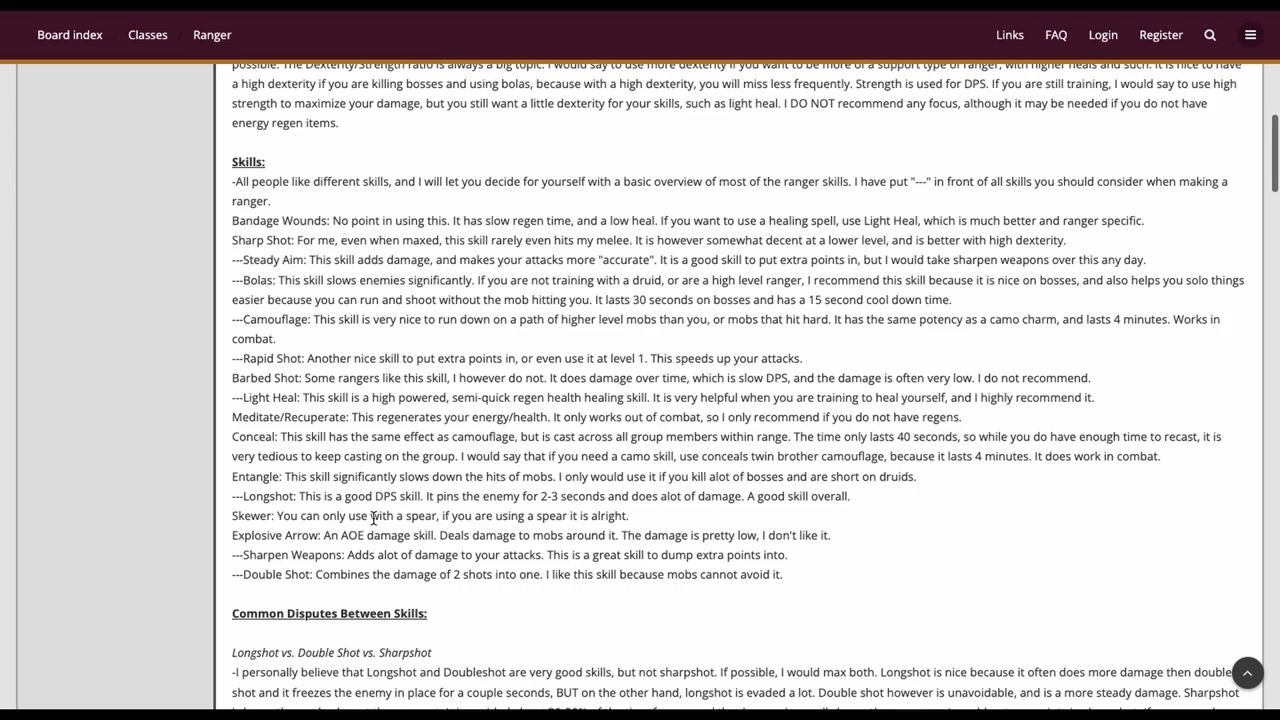 Board index Classes Ranger Links FAQ Login Register
possible. The Dexterity/Strength ratio is always a big topic. I would say to use more dexterity if you want to be more of a support type of ranger, with higher heals and such. It is nice to have
a high dexterity if you are killing bosses and using bolas, because with a high dexterity, you will miss less frequently. Strength is used for DPS. If you are still training, I would say to use high
strength to maximize your damage, but you still want a little dexterity for your skills, such as light heal. I DO NOT recommend any focus, although it may be needed if you do not have
energy regen items.
Skills:
-All people like different skills, and I will let you decide for yourself with a basic overview of most of the ranger skills. I have put "---" in front of all skills you should consider when making a
ranger.
Bandage Wounds: No point in using this. It has slow regen time, and a low heal. If you want to use a healing spell, use Light Heal, which is much better and ranger specific.
Sharp Shot: For me, even when maxed, this skill rarely even hits my melee. It is however somewhat decent at a lower level, and is better with high dexterity.
---Steady Aim: This skill adds damage, and makes your attacks more "accurate". It is a good skill to put extra points in, but I would take sharpen weapons over this any day.
---Bolas: This skill slows enemies significantly. If you are not training with a druid, or are a high level ranger, I recommend this skill because it is nice on bosses, and also helps you solo things
easier because you can run and shoot without the mob hitting you. It lasts 30 seconds on bosses and has a 15 second cool down time.
---Camouflage: This skill is very nice to run down on a path of higher level mobs than you, or mobs that hit hard. It has the same potency as a camo charm, and lasts 4 minutes. Works in
combat.
---Rapid Shot: Another nice skill to put extra points in, or even use it at level 1. This speeds up your attacks.
Barbed Shot: Some rangers like this skill, I however do not. It does damage over time, which is slow DPS, and the damage is often very low. I do not recommend.
---Light Heal: This skill is a high powered, semi-quick regen health healing skill. It is very helpful when you are training to heal yourself, and I highly recommend it.
Meditate/Recuperate: This regenerates your energy/health. It only works out of combat, so I only recommend if you do not have regens.
Conceal: This skill has the same effect as camouflage, but is cast across all group members within range. The time only lasts 40 seconds, so while you do have enough time to recast, it is
very tedious to keep casting on the group. I would say that if you need a camo skill, use conceals twin brother camouflage, because it lasts 4 minutes. It does work in combat.
Entangle: This skill significantly slows down the hits of mobs. I only would use it if you kill alot of bosses and are short on druids.
---Longshot: This is a good DPS skill. It pins the enemy for 2-3 seconds and does alot of damage. A good skill overall.
Skewer: You can only use with a spear, if you are using a spear it is alright.
Explosive Arrow: An AOE damage skill. Deals damage to mobs around it. The damage is pretty low, I don't like it.
---Sharpen Weapons: Adds alot of damage to your attacks. This is a great skill to dump extra points into.
---Double Shot: Combines the damage of 2 shots into one. I like this skill because mobs cannot avoid it.
Common Disputes Between Skills:
Longshot vs. Double Shot vs. Sharpshot
-I personally believe that Longshot and Doubleshot are very good skills, but not sharpshot. If possible, I would max both. Longshot is nice because it often does more damage then double
shot and it freezes the enemy in place for a couple seconds, BUT on the other hand, longshot is evaded a lot. Double shot however is unavoidable, and is a more steady damage. Sharpshot